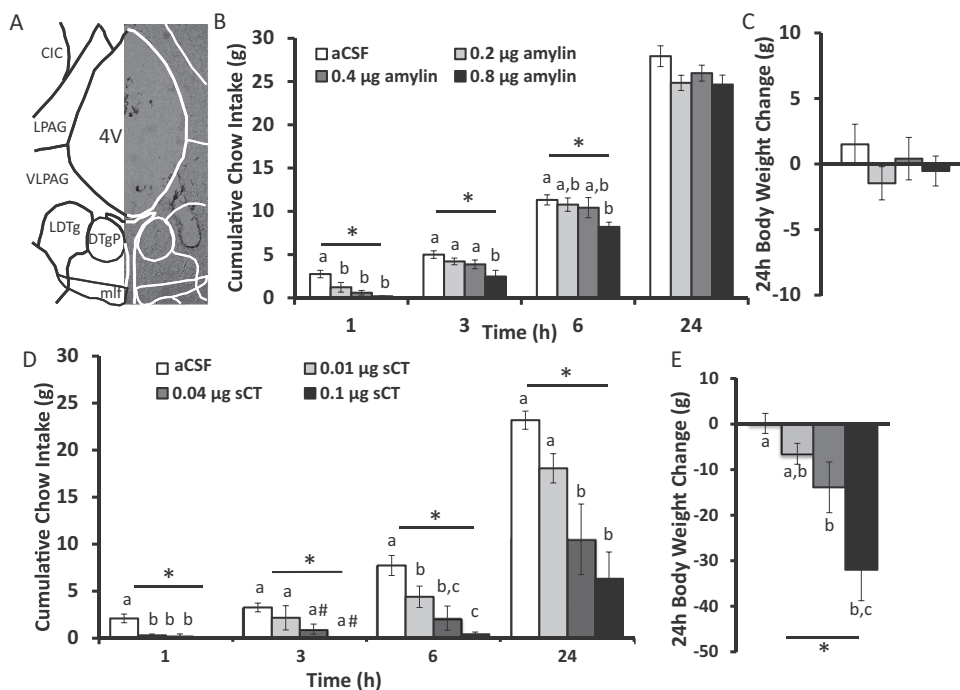 A
CIC
LPAG
4V
VLPAG
LDTg
DTgP
mlf
B
aCSF
0.2 µg amylin
0.4 µg amylin
0.8 µg amylin
Cumulative Chow Intake (g)
30
25
20
15
10
5
0
*
a
b
b
b
*
a
a
a
b
*
a
a,b
a,b
b
1
3
6
24
Time (h)
C
24h Body Weight Change (g)
10
5
0
-5
-10
D
aCSF
0.01 µg sCT
0.04 µg sCT
0.1 µg sCT
Cumulative Chow Intake (g)
30
25
20
15
10
5
0
*
a
b
b
b
*
a
a
a#
a#
*
a
b
b,c
c
*
a
a
b
b
1
3
6
24
Time (h)
E
24h Body Weight Change (g)
10
0
-10
-20
-30
-40
-50
a
a,b
b
b,c
*